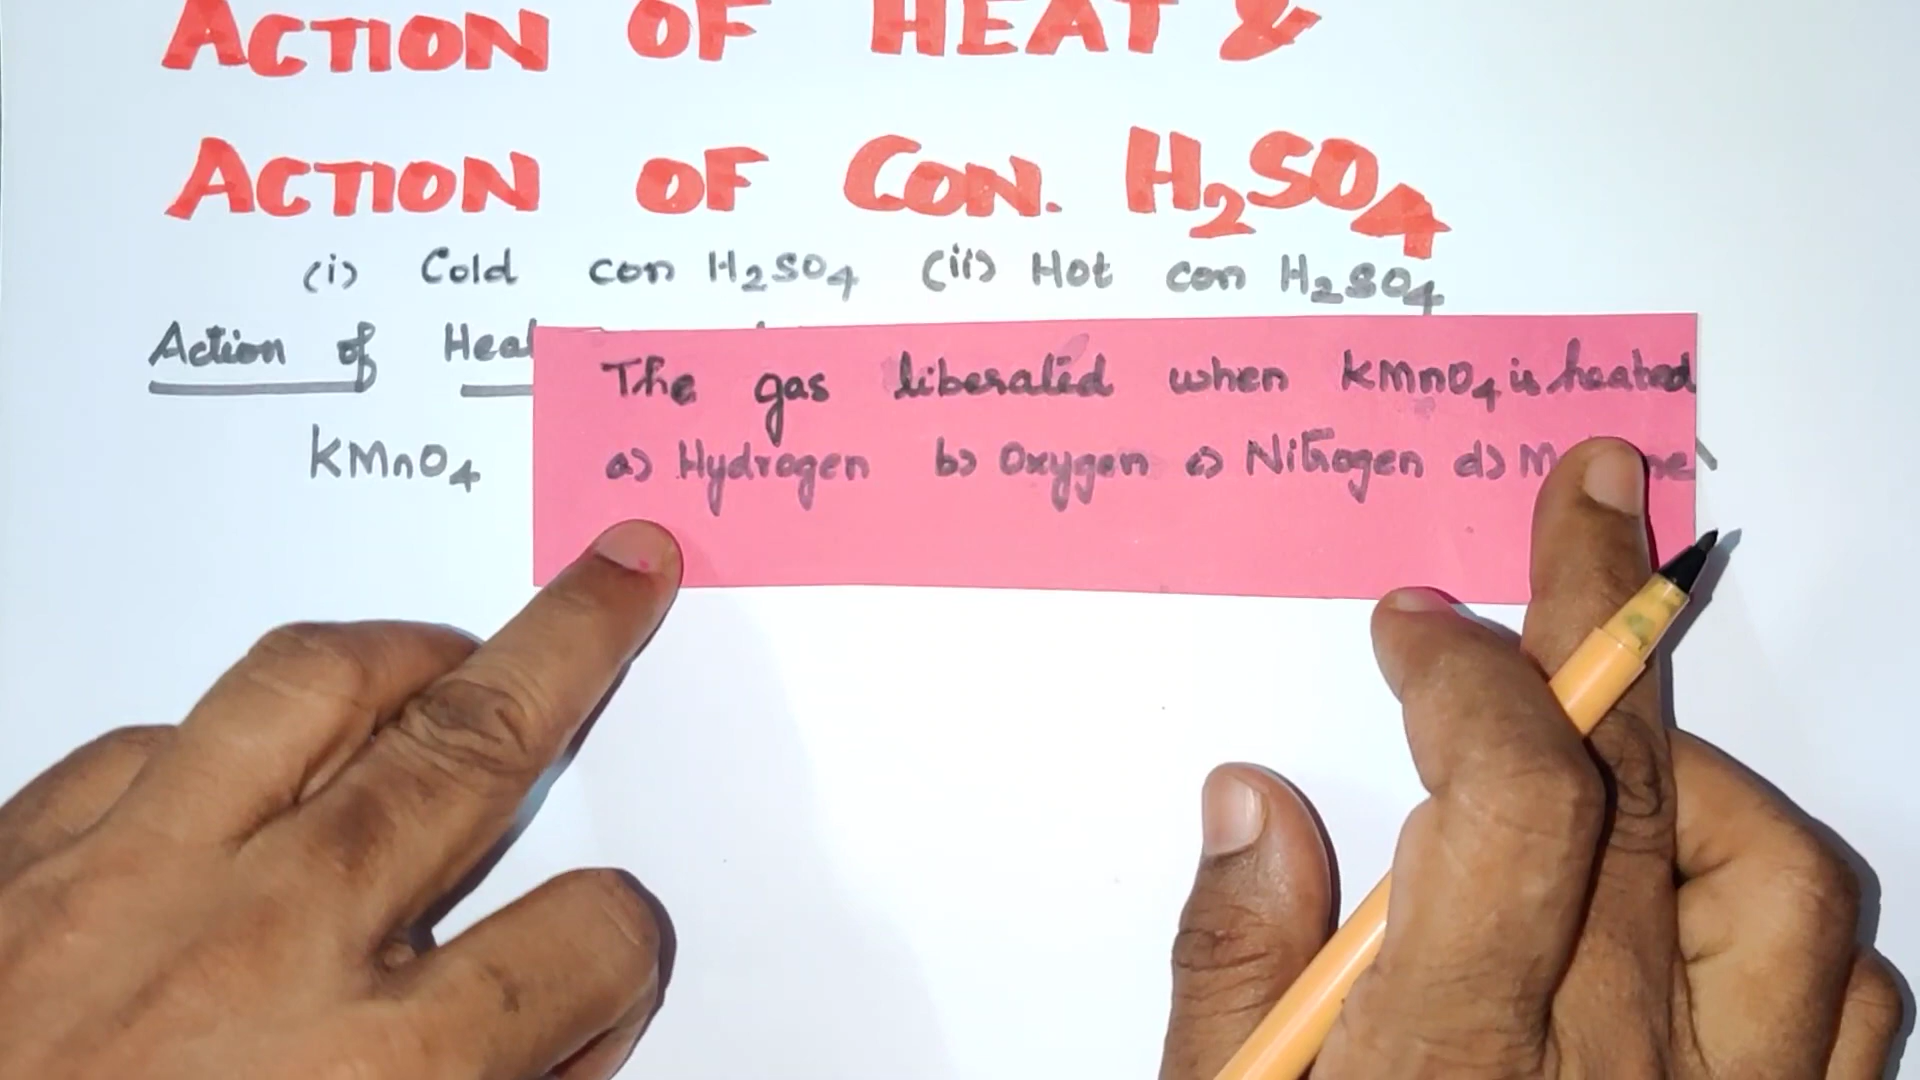 ACTION OF HEAT &
ACTION OF CON. H₂SO₄
(i) Cold con H₂SO₄ (ii) Hot con H₂SO₄
Action of
KMnO₄
The gas liberated when KMnO₄ is heated
a) Hydrogen b) Oxygen c) Nitrogen d)